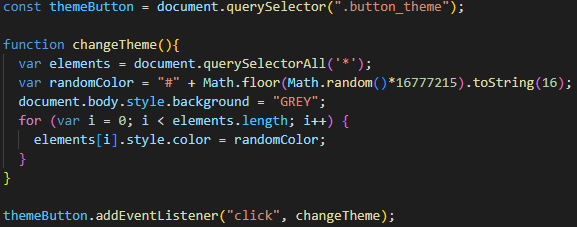 const themeButton = document.querySelector(".button_theme");
function changeTheme(){
var elements = document.querySelectorAll('*');
var randomColor = "#" + Math.floor(Math.random()*16777215).toString(16);
document.body.style.background = "GREY";
for (var i = 0; i < elements.length; i++) {
elements[i].style.color = randomColor;
}
}
themeButton.addEventListener("click", changeTheme);